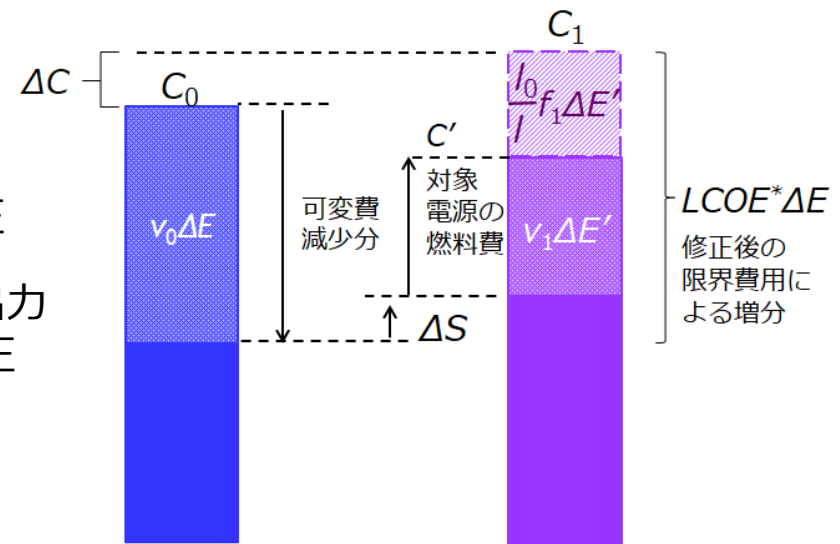 C₁
ΔC
C₀
I₀/I f₁ΔE′
C′
対象
電源の
燃料費
可変費
減少分
v₀ΔE
v₁ΔE′
LCOE*ΔE
修正後の
限界費用に
よる増分
ΔS
力